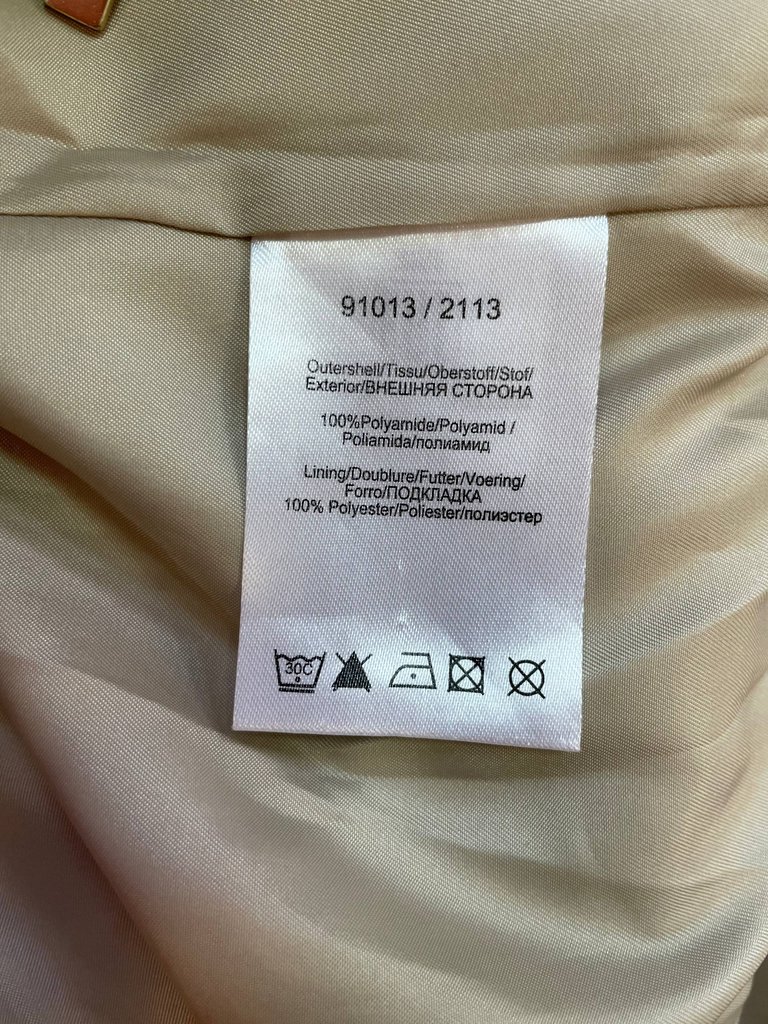 91013 / 2113
Outershell/Tissu/Oberstoff/Stof/
Exterior/ВНЕШНЯЯ СТОРОНА
100%Polyamide/Polyamid /
Poliamida/полиамид
Lining/Doublure/Futter/Voering/
Forro/ПОДКЛАДКА
100% Polyester/Poliester/полиэстер
30C